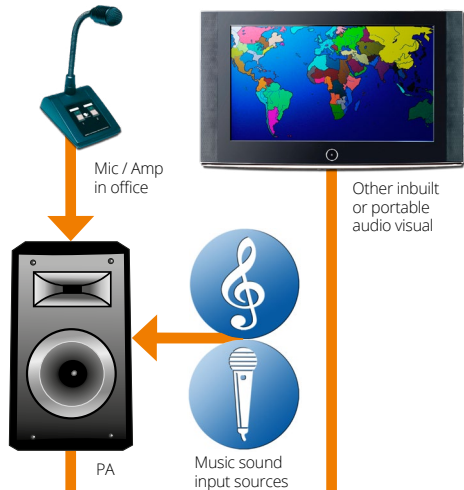 Mic / Amp
in office
Other inbuilt
or portable
audio visual
PA
Music sound
input sources